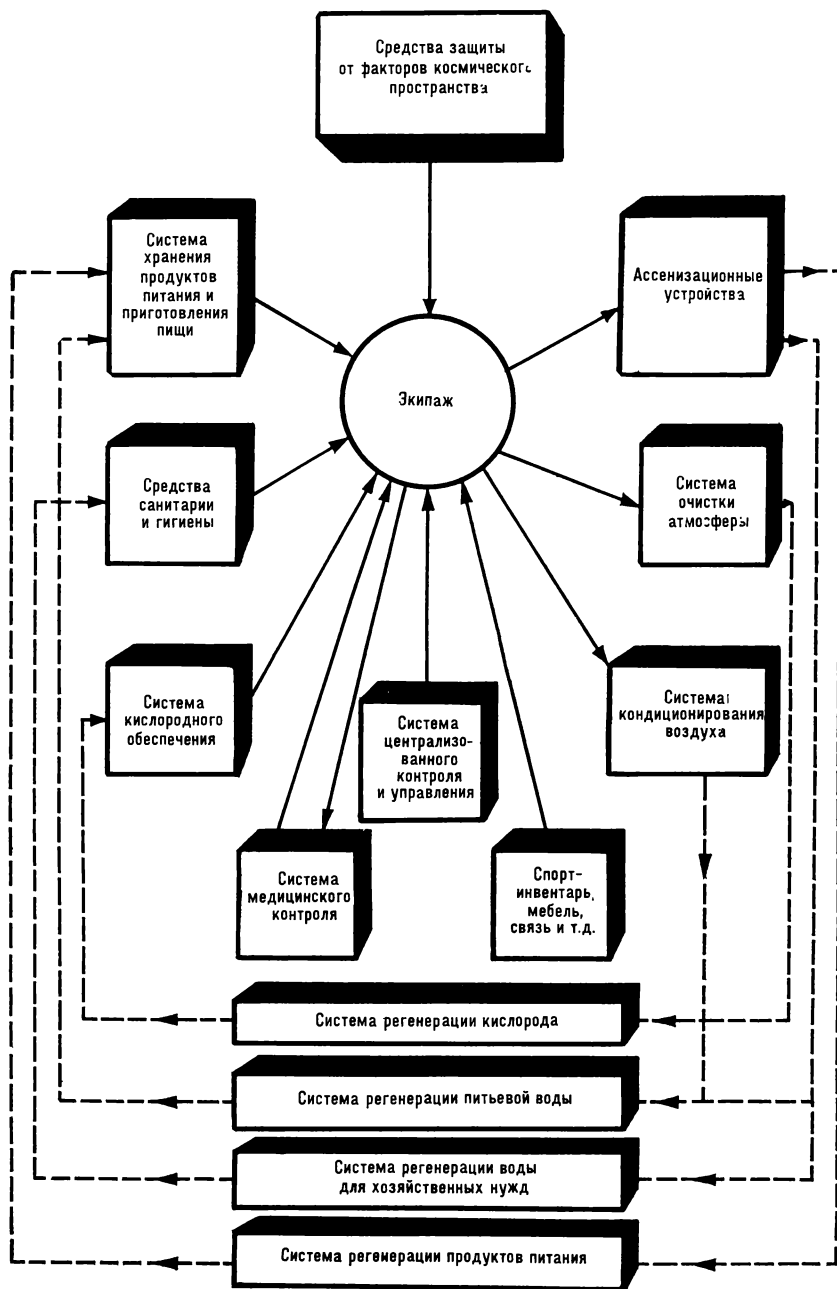 Средства защиты
от факторов космического
пространства
Система
хранения
продуктов
питания и
приготовления
пищи
Ассенизационные
устройства
Экипаж
Средства
санитарии
и гигиены
Система
очистки
атмосферы
Система
кислородного
обеспечения
Система
централизо-
ванного
контроля
и управления
Система
кондиционирования
воздуха
Система
медицинского
контроля
Спорт-
инвентарь,
мебель,
связь и т.д.
Система регенерации кислорода
Система регенерации питьевой воды
Система регенерации воды
для хозяйственных нужд
Система регенерации продуктов питания